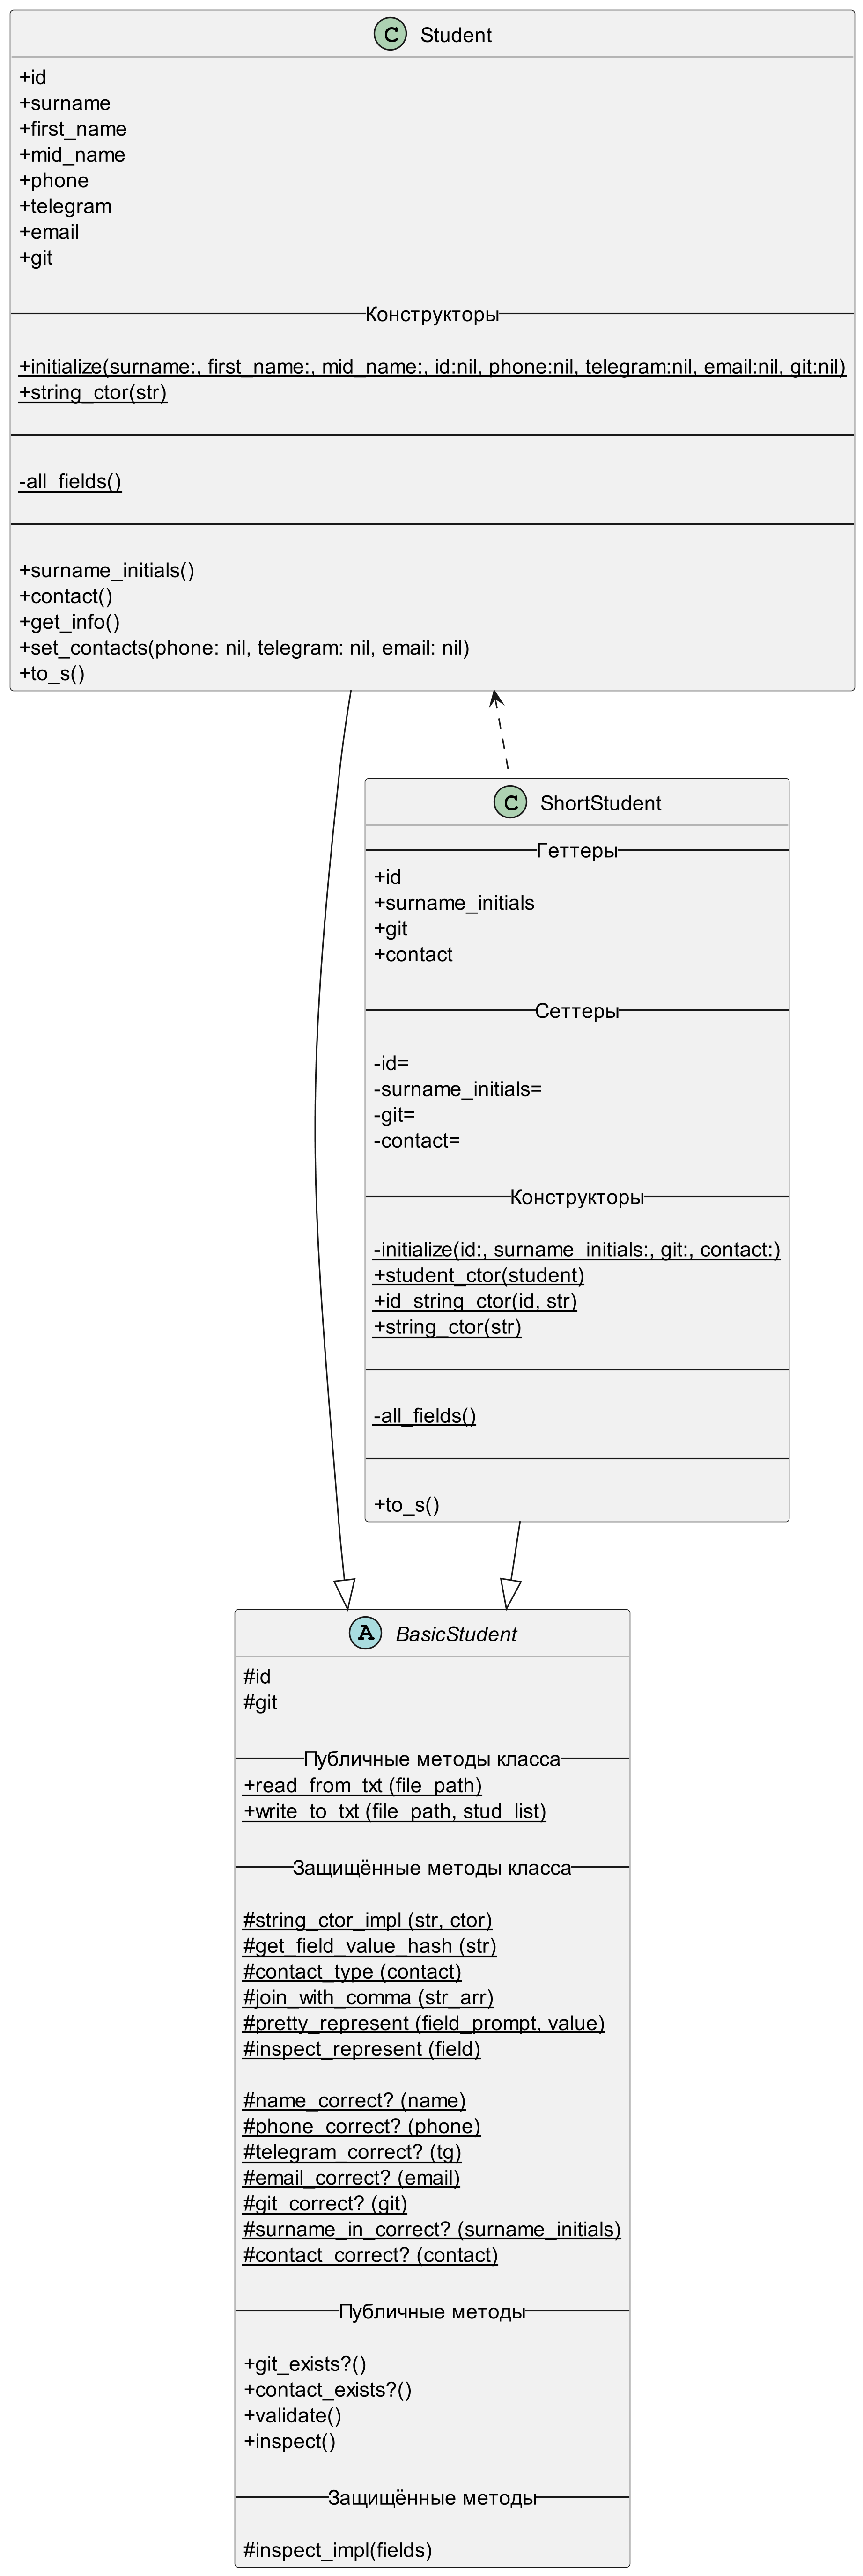 C Student
+id
+surname
+first_name
+mid_name
+phone
+telegram
+email
+git
Конструкторы
+initialize(surname:, first_name:, mid_name:, id:nil, phone:nil, telegram:nil, email:nil, git:nil)
+string_ctor(str)
-all_fields()
+surname_initials()
+contact()
+get_info()
+set_contacts(phone: nil, telegram: nil, email: nil)
+to_s()
C ShortStudent
Геттеры
+id
+surname_initials
+git
+contact
Сеттеры
-id=
-surname_initials=
-git=
-contact=
Конструкторы
-initialize(id:, surname_initials:, git:, contact:)
+student_ctor(student)
+id_string_ctor(id, str)
+string_ctor(str)
-all_fields()
+to_s()
A BasicStudent
#id
#git
Публичные методы класса
+read_from_txt (file_path)
+write_to_txt (file_path, stud_list)
Защищённые методы класса
#string_ctor_impl (str, ctor)
#get_field_value_hash (str)
#contact_type (contact)
#join_with_comma (str_arr)
#pretty_represent (field_prompt, value)
#inspect_represent (field)
#name_correct? (name)
#phone_correct? (phone)
#telegram_correct? (tg)
#email_correct? (email)
#git_correct? (git)
#surname_in_correct? (surname_initials)
#contact_correct? (contact)
Публичные методы
+git_exists?()
+contact_exists?()
+validate()
+inspect()
Защищённые методы
#inspect_impl(fields)